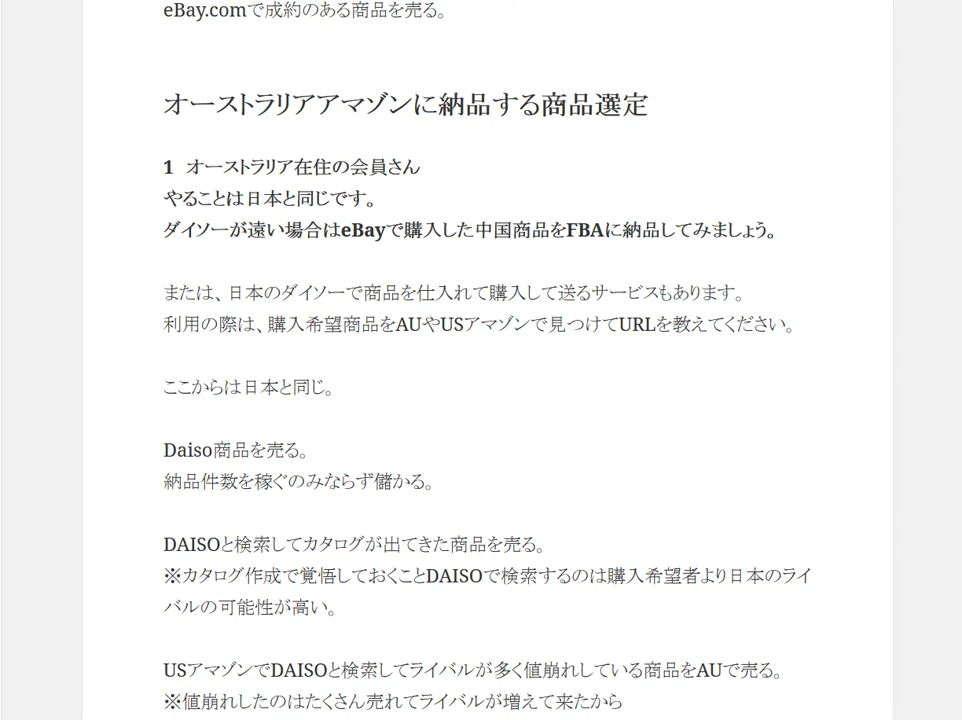 eBay.comで成約のある商品を売る。
オーストラリアアマゾンに納品する商品選定
1 オーストラリア在住の会員さん
やることは日本と同じです。
ダイソーが遠い場合はeBayで購入した中国商品をFBAに納品してみましょう。
または、日本のダイソーで商品を仕入れて購入して送るサービスもあります。
利用の際は、購入希望商品をAUやUSアマゾンで見つけてURLを教えてください。
ここからは日本と同じ。
Daiso商品を売る。
納品件数を稼ぐのみならず儲かる。
DAISOと検索してカタログが出てきた商品を売る。
※カタログ作成で覚悟しておくことDAISOで検索するのは購入希望者より日本のライ
バルの可能性が高い。
USアマゾンでDAISOと検索してライバルが多く値崩れしている商品をAUで売る。
※値崩れしたのはたくさん売れてライバルが増えて来たから